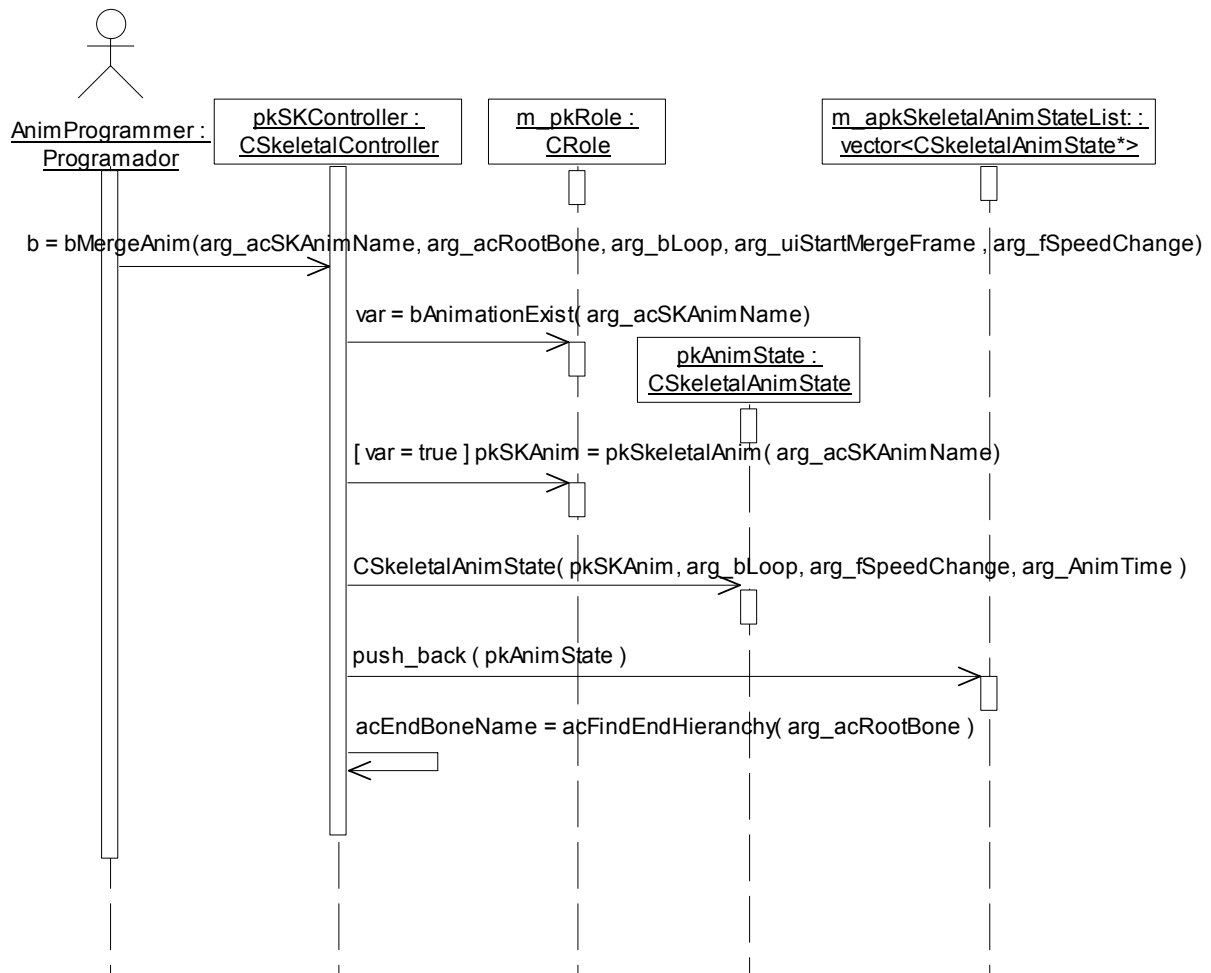 AnimProgrammer :
Programador
pkSKController :
CSkeletalController
m_pkRole :
CRole
m_apkSkeletalAnimStateList: :
vector<CSkeletalAnimState*>
b = bMergeAnim(arg_acSKAnimName, arg_acRootBone, arg_bLoop, arg_uiStartMergeFrame , arg_fSpeedChange)
var = bAnimationExist( arg_acSKAnimName)
pkAnimState :
CSkeletalAnimState
[ var = true ] pkSKAnim = pkSkeletalAnim( arg_acSKAnimName)
CSkeletalAnimState( pkSKAnim, arg_bLoop, arg_fSpeedChange, arg_AnimTime )
push_back ( pkAnimState )
acEndBoneName = acFindEndHieranchy( arg_acRootBone )